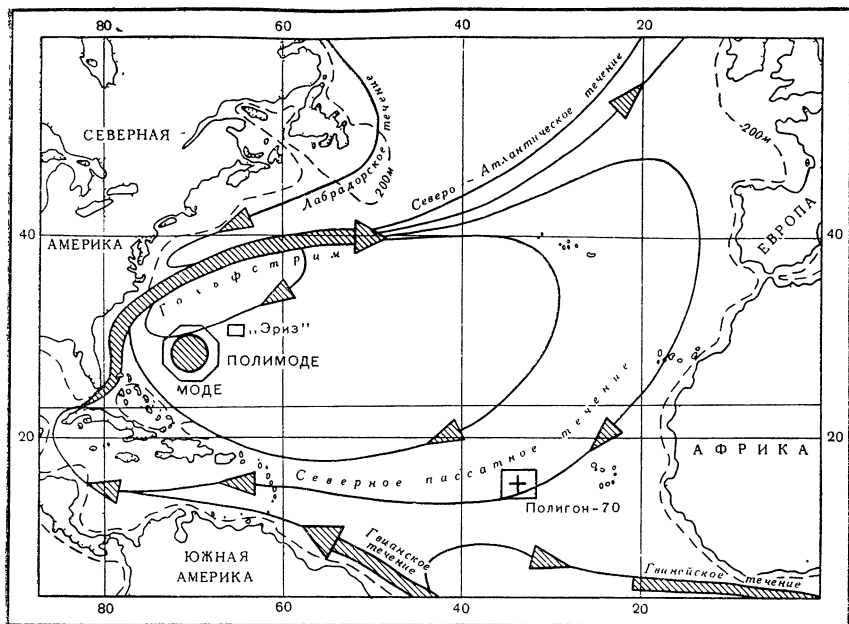 80 60 40 20
СЕВЕРНАЯ
Лабрадорское течение
200м
Северо-Атлантическое течение
200м
ЕВРОПА
40 40
АМЕРИКА
Гольфстрим
„Эриз"
ПОЛИМОДЕ
МОДЕ
20 20
АФРИКА
Северное пассатное течение
Полигон-70
ЮЖНАЯ
АМЕРИКА
Гвианское
течение
Гвинейское течение
80 60 40 20